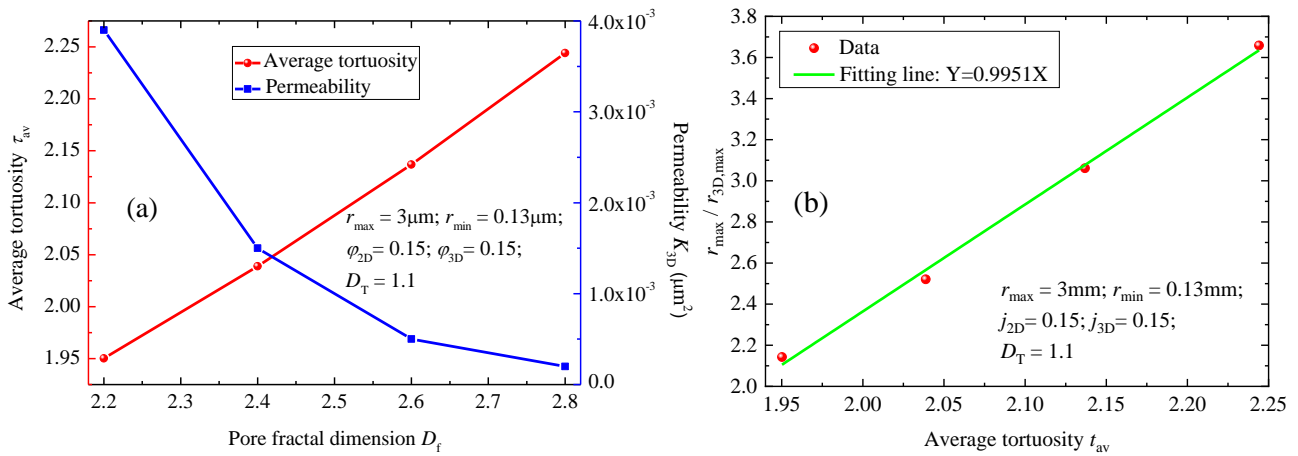 2.25
2.20
2.15
2.10
2.05
2.00
1.95
Average tortuosity τav
Average tortuosity
Permeability
(a)
rmax = 3μm; rmin = 0.13μm;
φ2D= 0.15; φ3D= 0.15;
DT = 1.1
4.0x10-3
3.0x10-3
2.0x10-3
1.0x10-3
0.0
Permeability K3D (μm2)
2.2 2.3 2.4 2.5 2.6 2.7 2.8
Pore fractal dimension Df
3.8
3.6
3.4
3.2
3.0
2.8
2.6
2.4
2.2
2.0
rmax / r3D,max
Data
Fitting line: Y=0.9951X
(b)
rmax = 3mm; rmin = 0.13mm;
j2D= 0.15; j3D= 0.15;
DT = 1.1
1.95 2.00 2.05 2.10 2.15 2.20 2.25
Average tortuosity tav